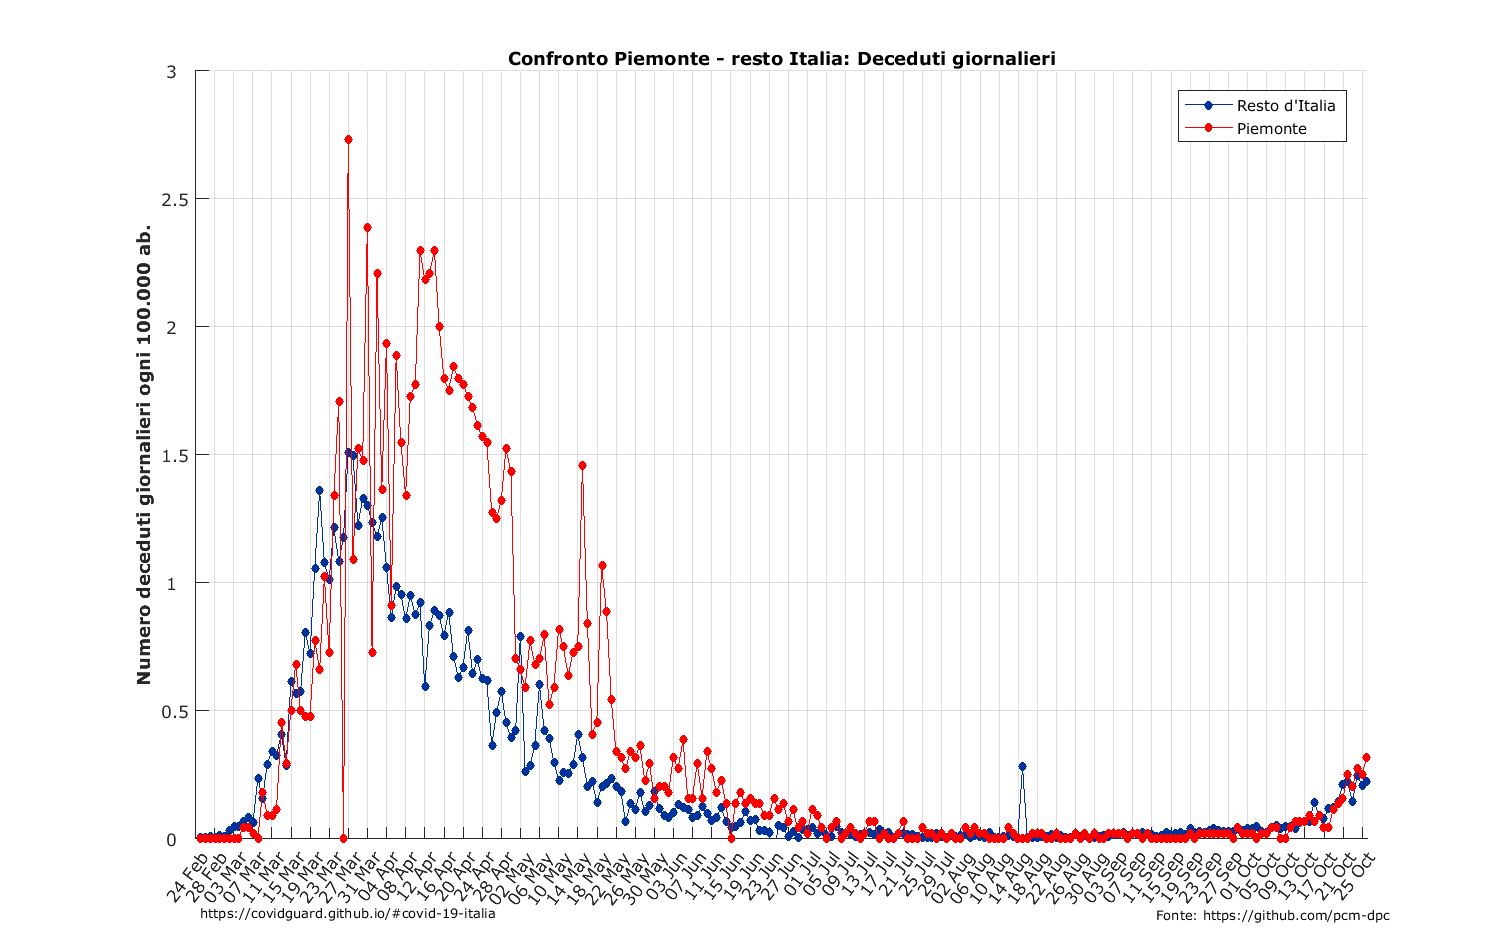 Confronto Piemonte - resto Italia: Deceduti giornalieri
Resto d'Italia
Piemonte
Numero deceduti giornalieri ogni 100.000 ab.
3
2.5
2
1.5
1
0.5
0
24 Feb
28 Feb
03 Mar
07 Mar
11 Mar
15 Mar
19 Mar
23 Mar
27 Mar
31 Mar
04 Apr
08 Apr
12 Apr
16 Apr
20 Apr
24 Apr
28 Apr
02 May
06 May
10 May
14 May
18 May
22 May
26 May
30 May
03 Jun
07 Jun
11 Jun
15 Jun
19 Jun
23 Jun
27 Jun
01 Jul
05 Jul
09 Jul
13 Jul
17 Jul
21 Jul
25 Jul
29 Jul
02 Aug
06 Aug
10 Aug
14 Aug
18 Aug
22 Aug
26 Aug
30 Aug
03 Sep
07 Sep
11 Sep
15 Sep
19 Sep
23 Sep
27 Sep
01 Oct
05 Oct
09 Oct
13 Oct
17 Oct
21 Oct
25 Oct
https://covidguard.github.io/#covid-19-italia
Fonte: https://github.com/pcm-dpc